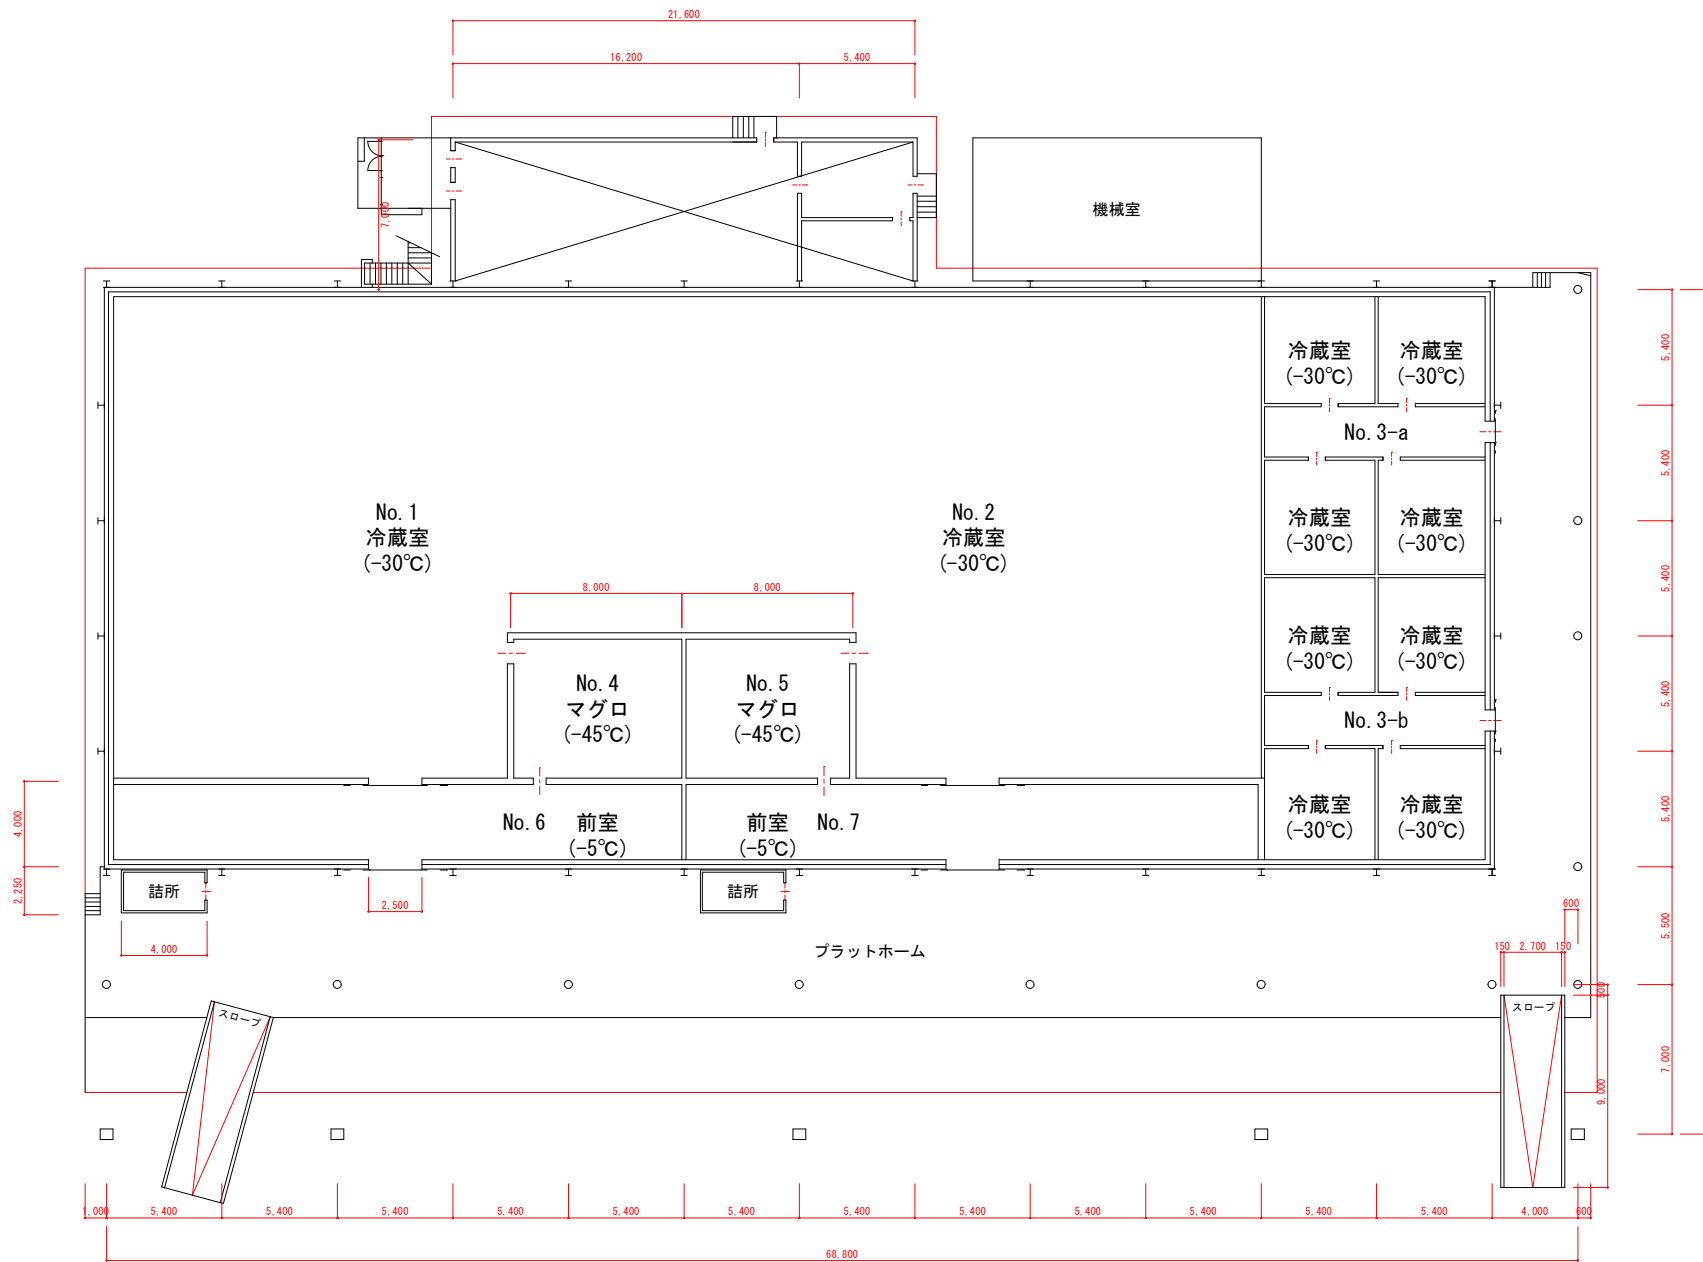 21,600
16,200
5,400
7,000
機械室
冷蔵室
(-30℃)
冷蔵室
(-30℃)
5,400
No.3-a
5,400
No.1
冷蔵室
(-30℃)
No.2
冷蔵室
(-30℃)
冷蔵室
(-30℃)
冷蔵室
(-30℃)
5,400
8,000
8,000
冷蔵室
(-30℃)
冷蔵室
(-30℃)
5,400
No.4
マグロ
(-45℃)
No.5
マグロ
(-45℃)
No.3-b
4,000
No.6
前室
(-5℃)
前室
(-5℃)
No.7
冷蔵室
(-30℃)
冷蔵室
(-30℃)
5,400
2,250
詰所
詰所
2,500
600
5,500
4,000
プラットホーム
150
2,700
150
500
スロープ
スロープ
7,000
9,000
1,000
5,400
5,400
5,400
5,400
5,400
5,400
5,400
5,400
5,400
5,400
5,400
5,400
4,000
600
68,800